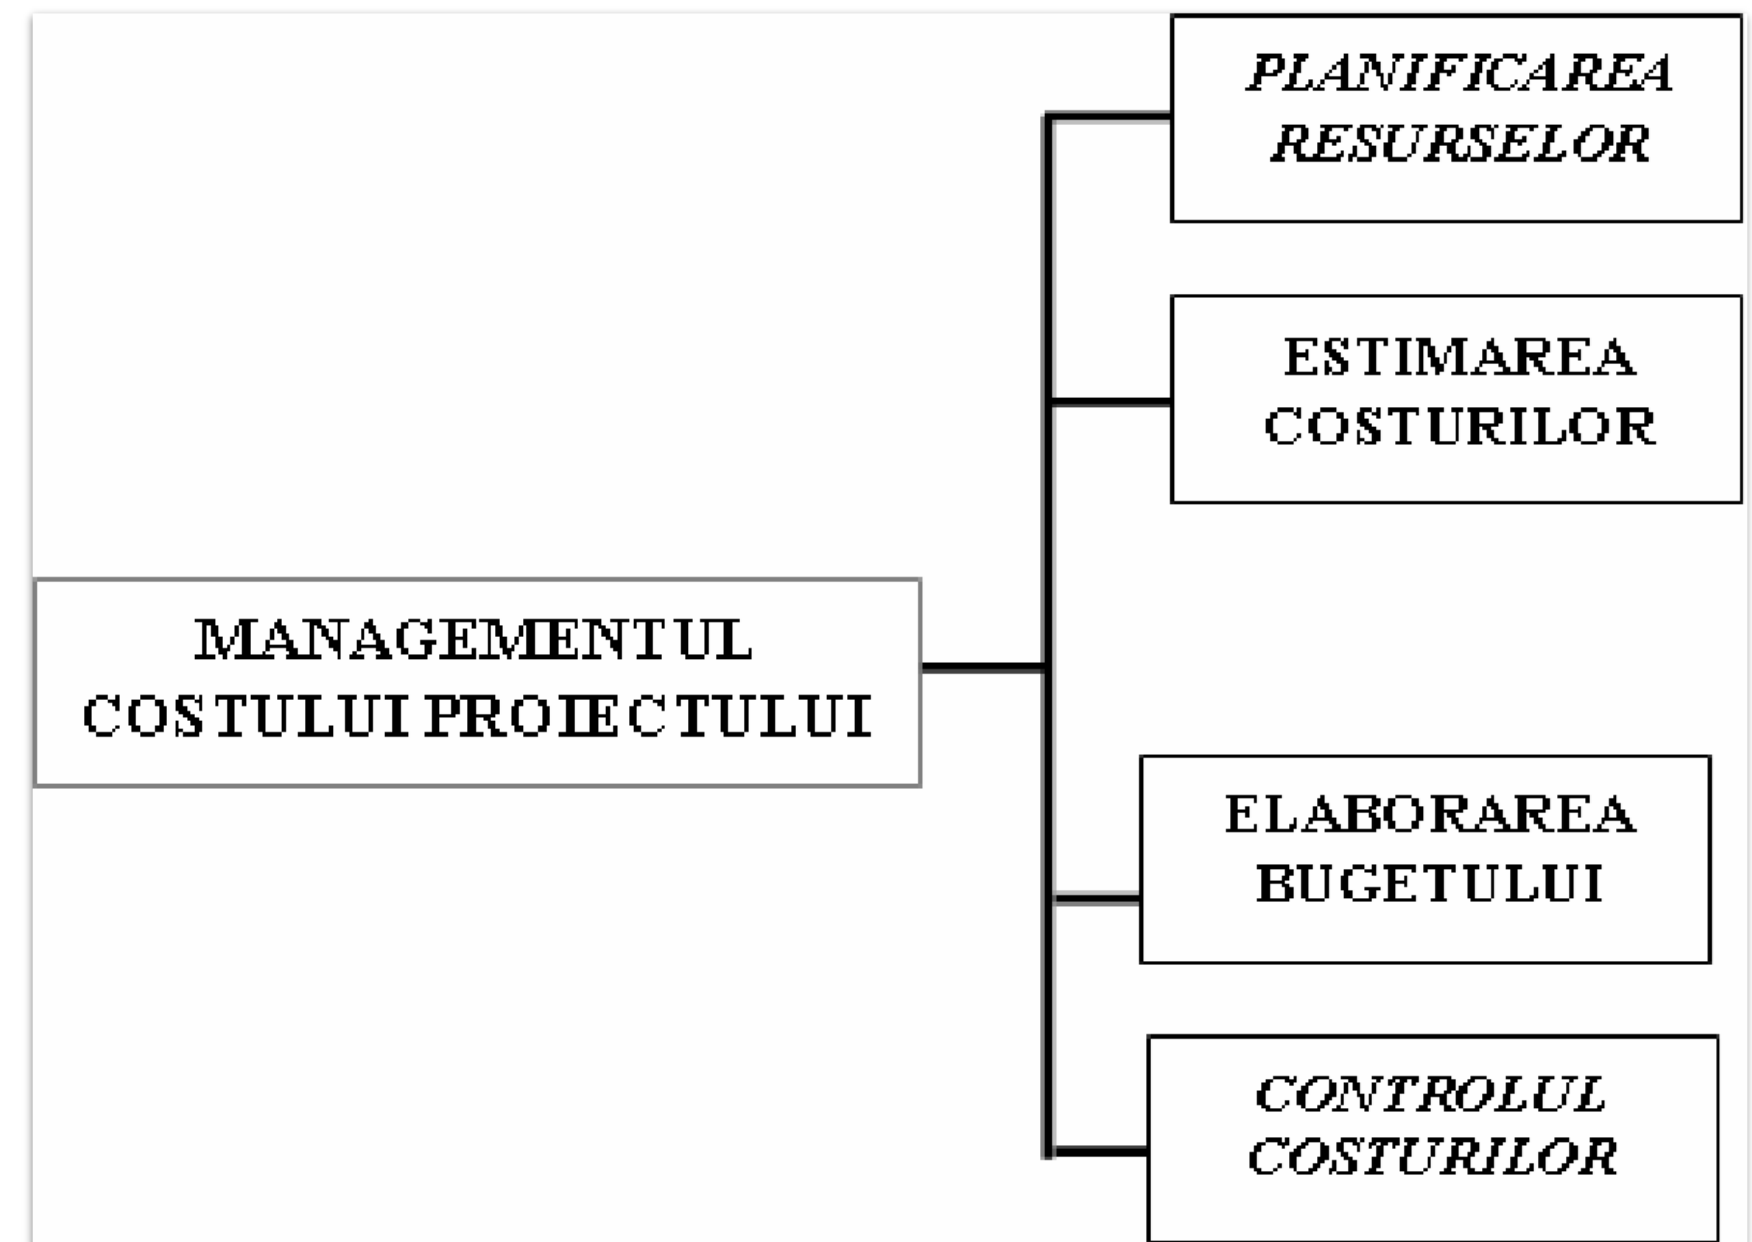 PLANIFICAREA
RESURSELOR
ESTIMAREA
COSTURILOR
MANAGEMENTUL
COSTULUI PROIECTULUI
ELABORAREA
BUGETULUI
CONTROLUL
COSTURILOR